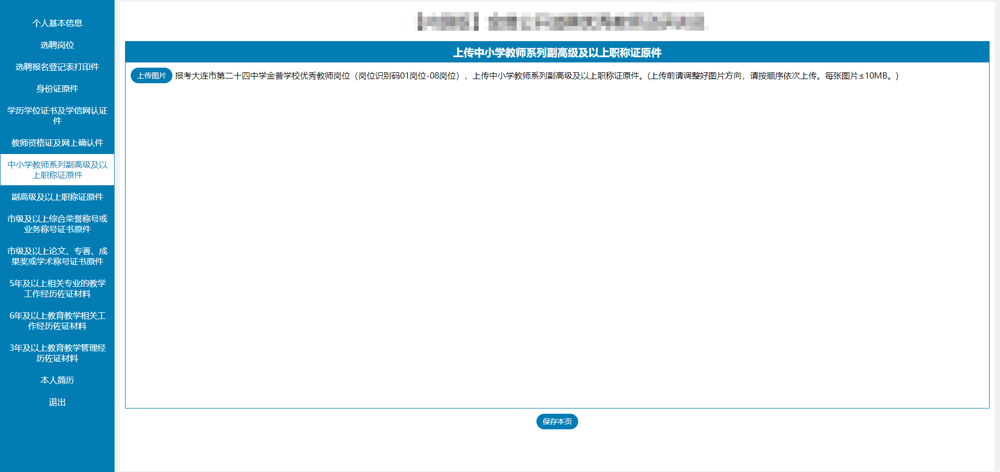 个人基本信息
选聘岗位
选聘报名登记表打印件
身份证原件
学历学位证书及学信网认证
件
教师资格证及网上确认件
中小学教师系列副高级及以
上职称证原件
副高级及以上职称证原件
市级及以上综合荣誉称号或
业务称号证书原件
市级及以上论文、专著、成
果奖或学术称号证书原件
5年及以上相关专业的教学
工作经历佐证材料
6年及以上教育教学相关工
作经历佐证材料
3年及以上教育教学管理经
历佐证材料
本人简历
退出
上传中小学教师系列副高级及以上职称证原件
上传图片 报考大连市第二十四中学金普学校优秀教师岗位（岗位识别码01岗位-08岗位），上传中小学教师系列副高级及以上职称证原件。(上传前请调整好图片方向，请按顺序依次上传。每张图片≤10MB。)
保存本页